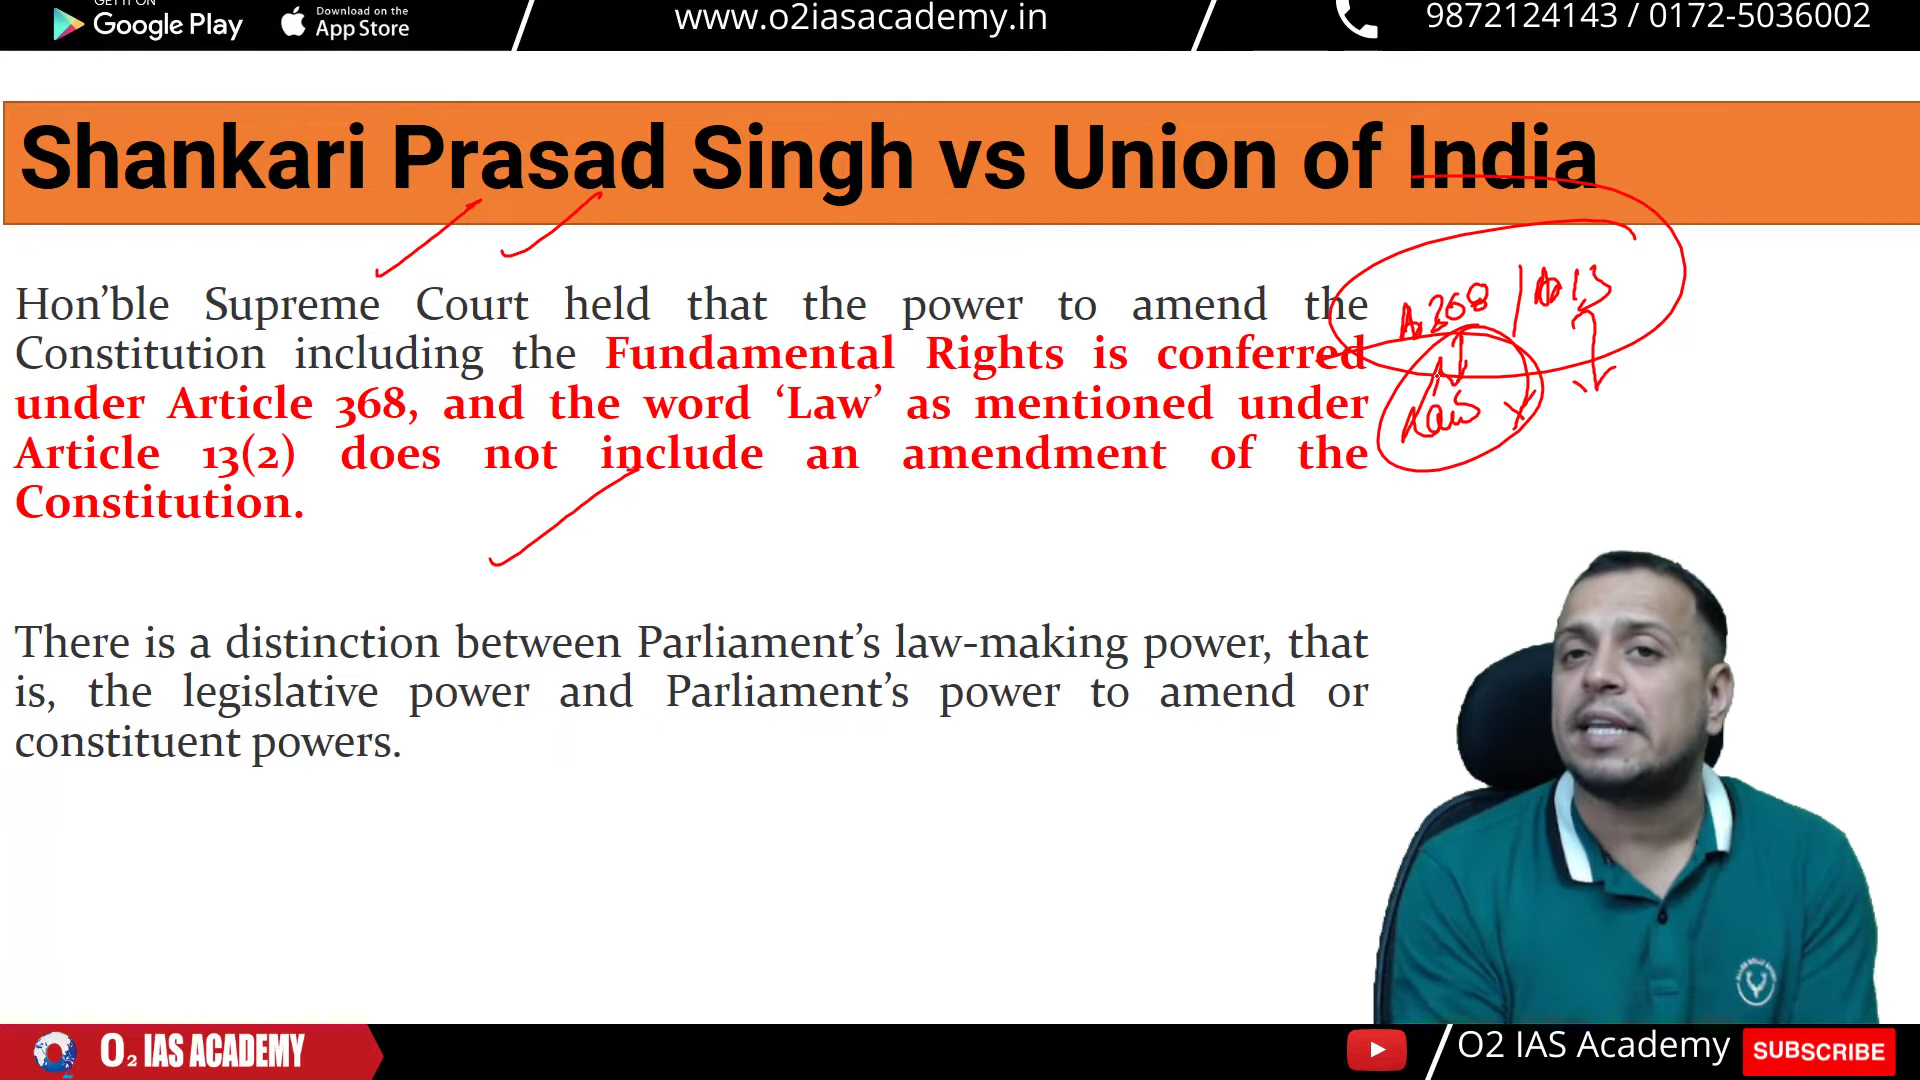 GET IT ON
Google Play
Download on the
App Store
www.o2iasacademy.in
9872124143 / 0172-5036002
Shankari Prasad Singh vs Union of India
Hon’ble Supreme Court held that the power to amend the
Constitution including the Fundamental Rights is conferred
under Article 368, and the word ‘Law’ as mentioned under
Article 13(2) does not include an amendment of the
Constitution.
A 368 / A 13
Law
There is a distinction between Parliament’s law-making power, that
is, the legislative power and Parliament’s power to amend or
constituent powers.
O2 IAS ACADEMY
O2 IAS Academy
SUBSCRIBE